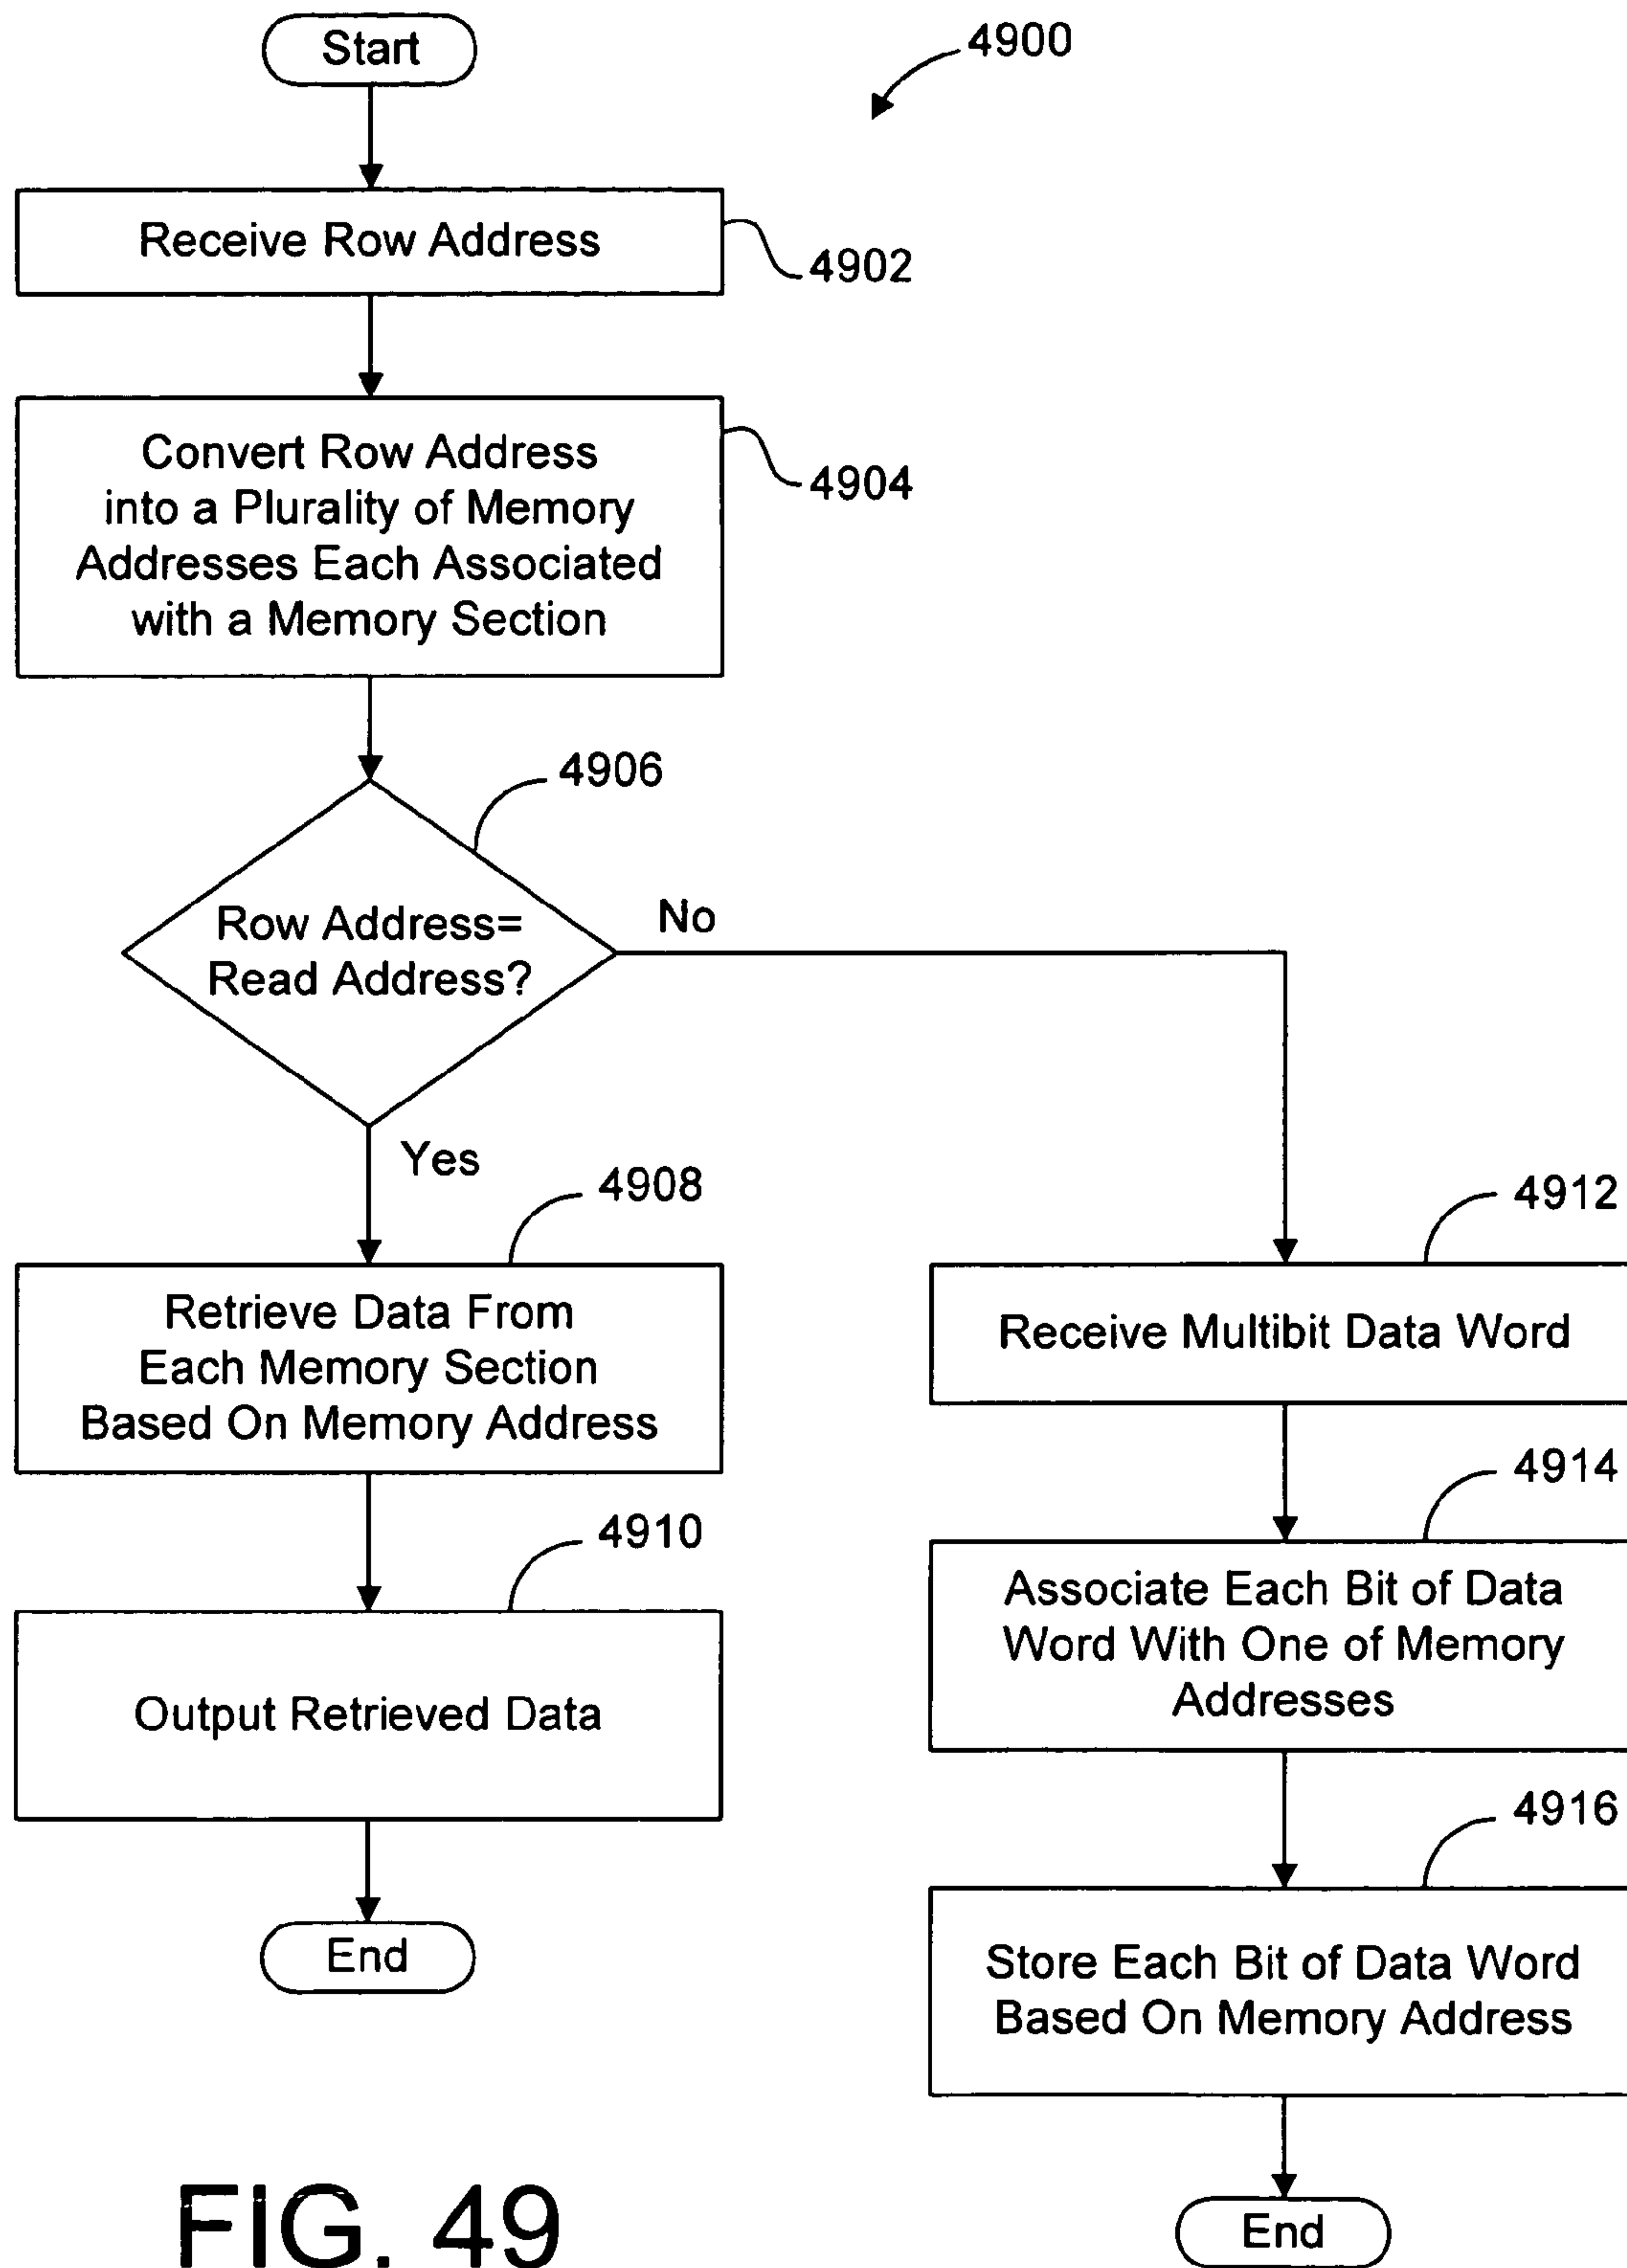 Start
4900
Receive Row Address
4902
Convert Row Address
into a Plurality of Memory
Addresses Each Associated
with a Memory Section
4904
4906
Row Address=
Read Address?
No
Yes
4908
Retrieve Data From
Each Memory Section
Based On Memory Address
4910
Output Retrieved Data
End
4912
Receive Multibit Data Word
4914
Associate Each Bit of Data
Word With One of Memory
Addresses
4916
Store Each Bit of Data Word
Based On Memory Address
End
FIG. 49